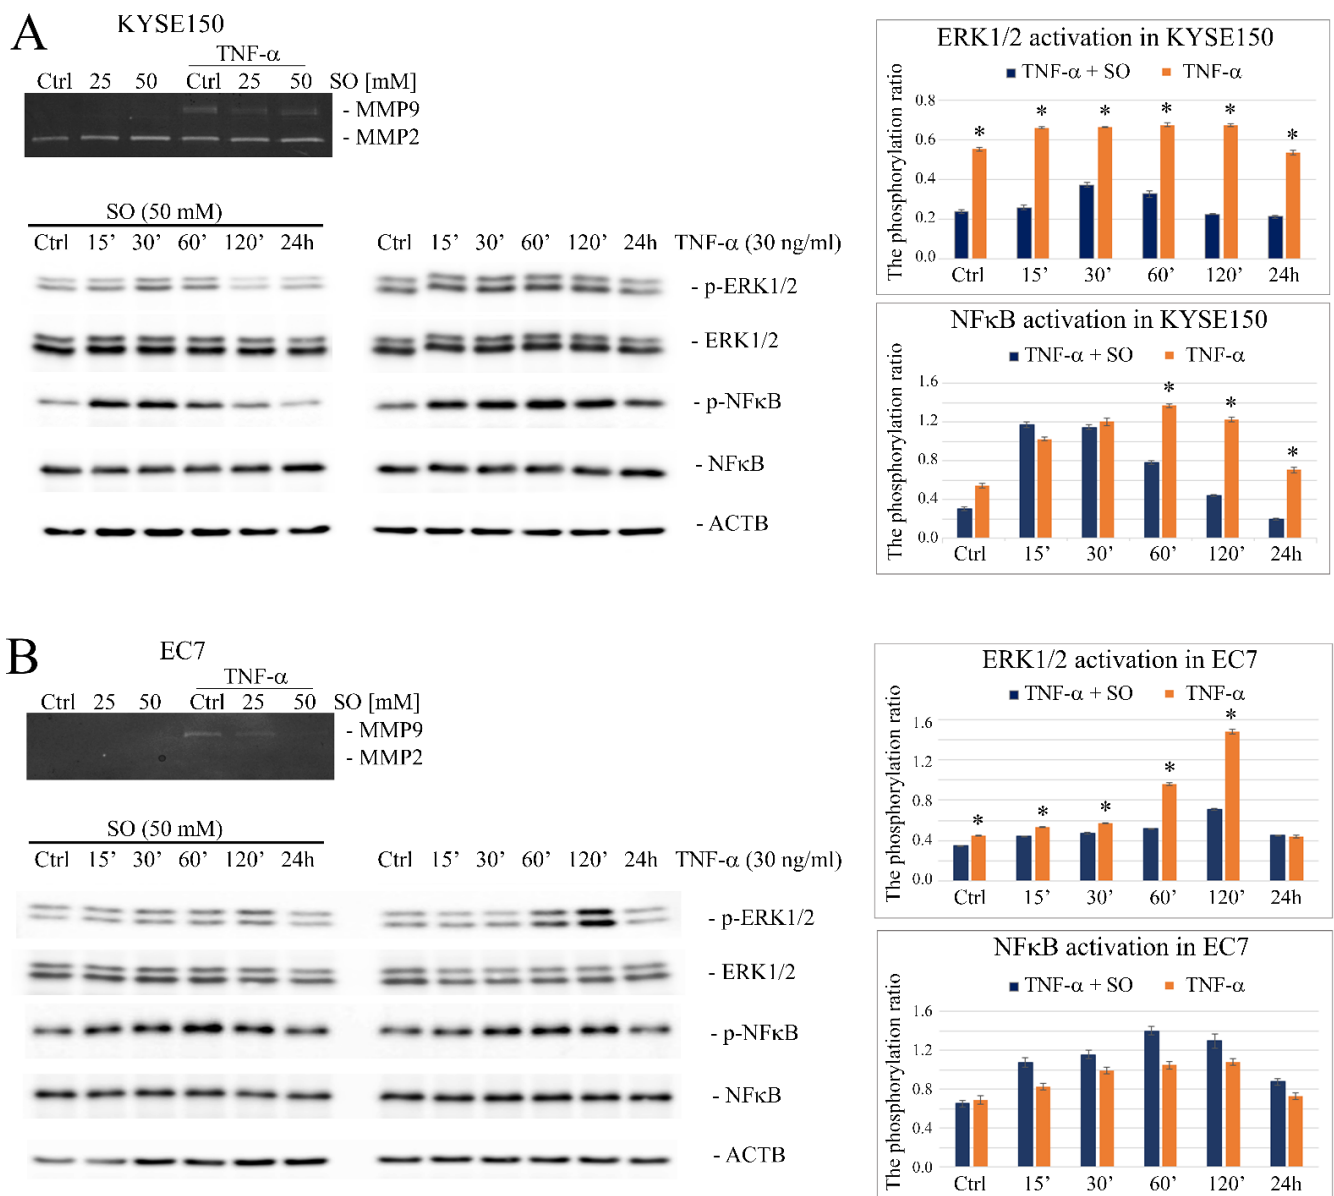 A
KYSE150
TNF-α
Ctrl 25 50 Ctrl 25 50 SO [mM]
- MMP9
- MMP2
SO (50 mM)
Ctrl 15’ 30’ 60’ 120’ 24h Ctrl 15’ 30’ 60’ 120’ 24h TNF-α (30 ng/ml)
- p-ERK1/2
- ERK1/2
- p-NFκB
- NFκB
- ACTB
ERK1/2 activation in KYSE150
TNF-α + SO TNF-α
The phosphorylation ratio
0.8
0.6
0.4
0.2
0.0
* * * * * *
Ctrl 15’ 30’ 60’ 120’ 24h
NFκB activation in KYSE150
TNF-α + SO TNF-α
The phosphorylation ratio
1.6
1.2
0.8
0.4
0.0
* * *
Ctrl 15’ 30’ 60’ 120’ 24h
B
EC7
TNF-α
Ctrl 25 50 Ctrl 25 50 SO [mM]
- MMP9
- MMP2
SO (50 mM)
Ctrl 15’ 30’ 60’ 120’ 24h Ctrl 15’ 30’ 60’ 120’ 24h TNF-α (30 ng/ml)
- p-ERK1/2
- ERK1/2
- p-NFκB
- NFκB
- ACTB
ERK1/2 activation in EC7
TNF-α + SO TNF-α
The phosphorylation ratio
1.6
1.2
0.8
0.4
0.0
* * * * *
Ctrl 15’ 30’ 60’ 120’ 24h
NFκB activation in EC7
TNF-α + SO TNF-α
The phosphorylation ratio
1.6
1.2
0.8
0.4
0.0
Ctrl 15’ 30’ 60’ 120’ 24h